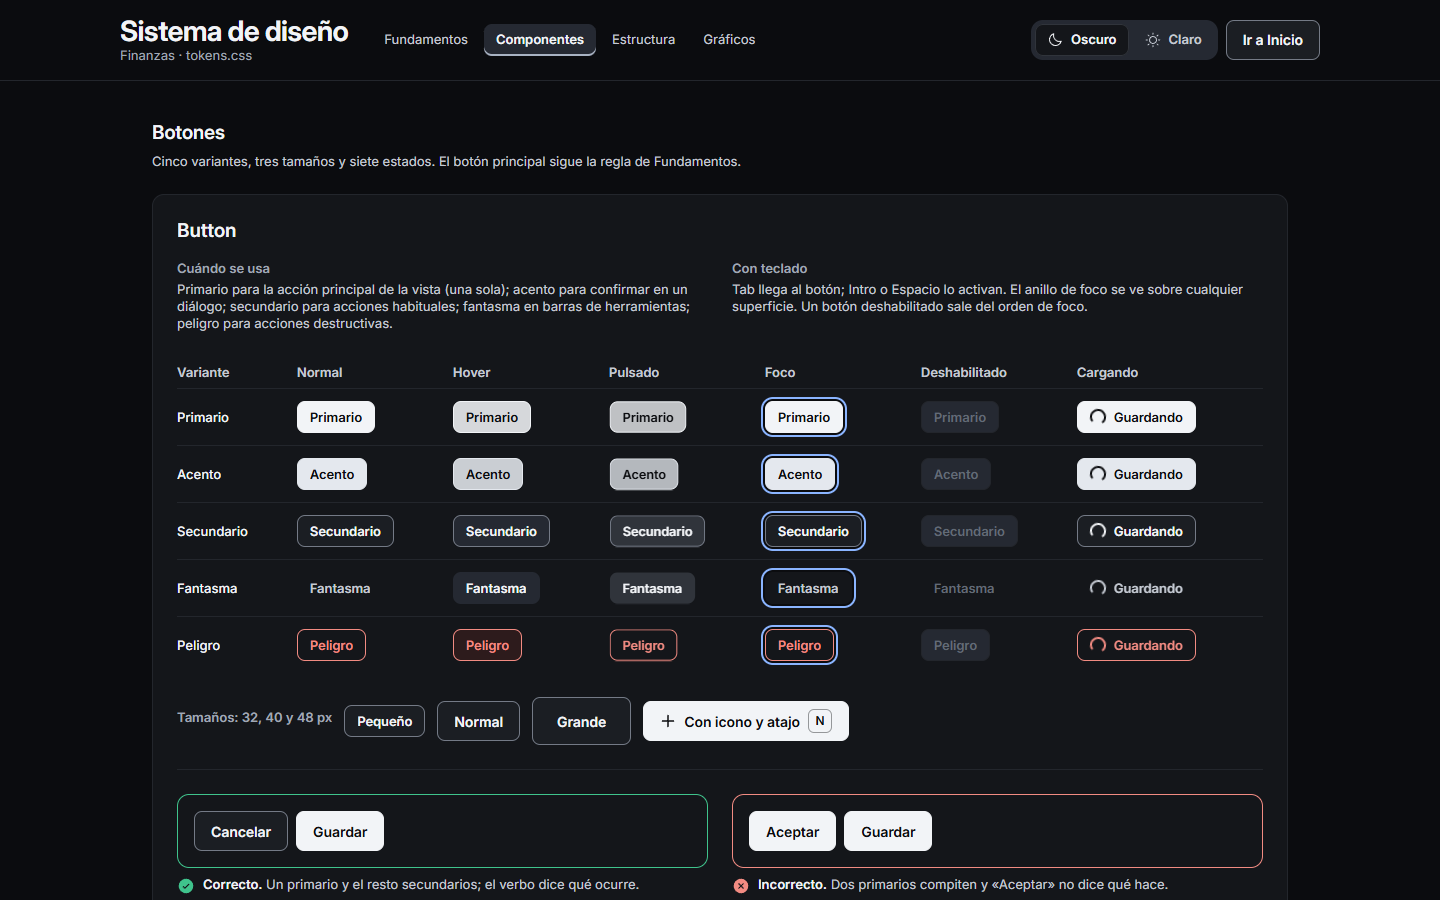 Sistema de diseño
Finanzas · tokens.css
Fundamentos
Componentes
Estructura
Gráficos
Oscuro
Claro
Ir a Inicio
Botones
Cinco variantes, tres tamaños y siete estados. El botón principal sigue la regla de Fundamentos.
Button
Cuándo se usa
Primario para la acción principal de la vista (una sola); acento para confirmar en un
diálogo; secundario para acciones habituales; fantasma en barras de herramientas;
peligro para acciones destructivas.
Con teclado
Tab llega al botón; Intro o Espacio lo activan. El anillo de foco se ve sobre cualquier
superficie. Un botón deshabilitado sale del orden de foco.
Variante Normal Hover Pulsado Foco Deshabilitado Cargando
Primario Primario Primario Primario Primario Primario Guardando
Acento Acento Acento Acento Acento Acento Guardando
Secundario Secundario Secundario Secundario Secundario Secundario Guardando
Fantasma Fantasma Fantasma Fantasma Fantasma Fantasma Guardando
Peligro Peligro Peligro Peligro Peligro Peligro Guardando
Tamaños: 32, 40 y 48 px Pequeño Normal Grande Con icono y atajo N
Cancelar Guardar
Correcto. Un primario y el resto secundarios; el verbo dice qué ocurre.
Aceptar Guardar
Incorrecto. Dos primarios compiten y «Aceptar» no dice qué hace.